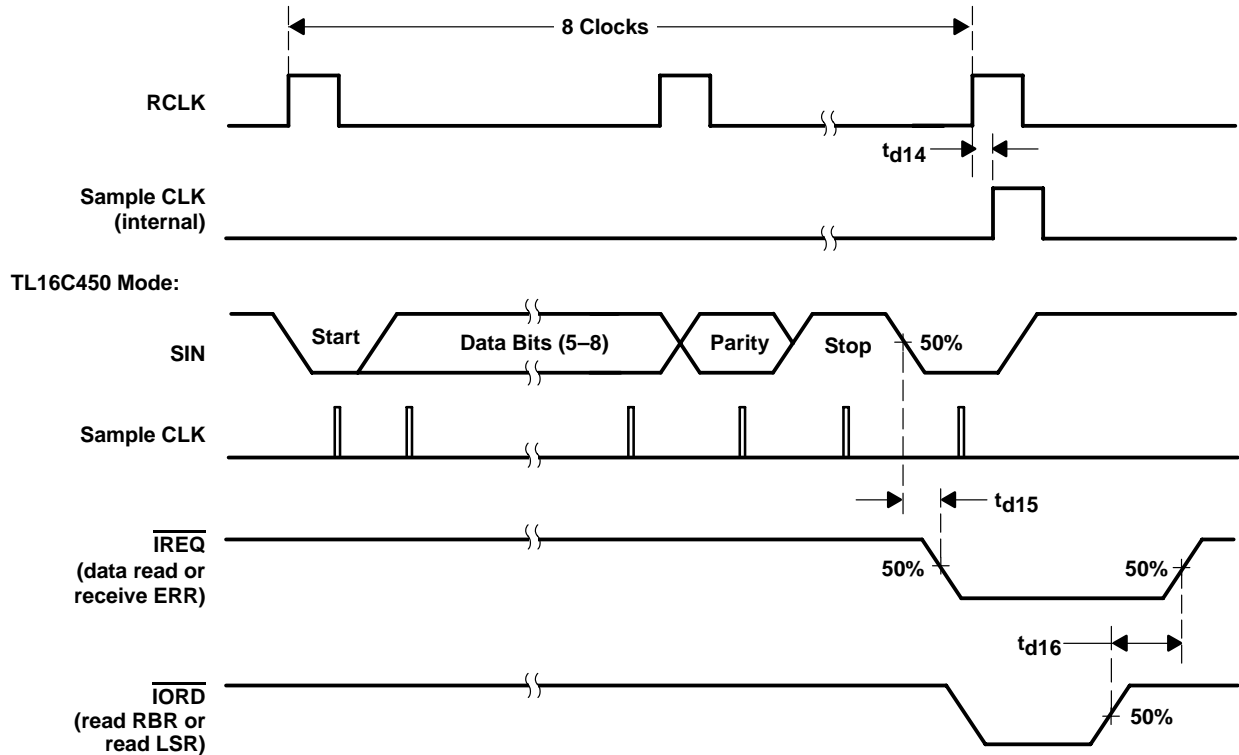 8 Clocks
RCLK
td14
Sample CLK
(internal)
TL16C450 Mode:
SIN
Start
Data Bits (5–8)
Parity
Stop
50%
Sample CLK
td15
IREQ
(data read or
receive ERR)
50%
50%
td16
IORD
(read RBR or
read LSR)
50%